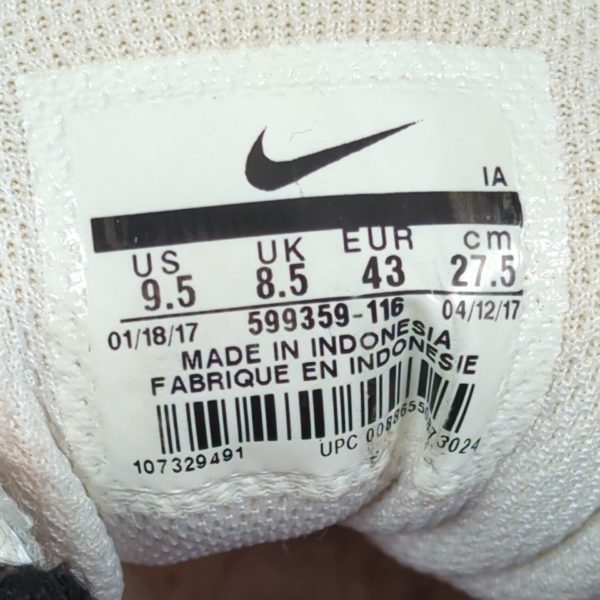 IA
US UK EUR cm
9.5 8.5 43 27.5
01/18/17 599359-116 04/12/17
MADE IN INDONESIA
FABRIQUE EN INDONESIE
107329491 UPC